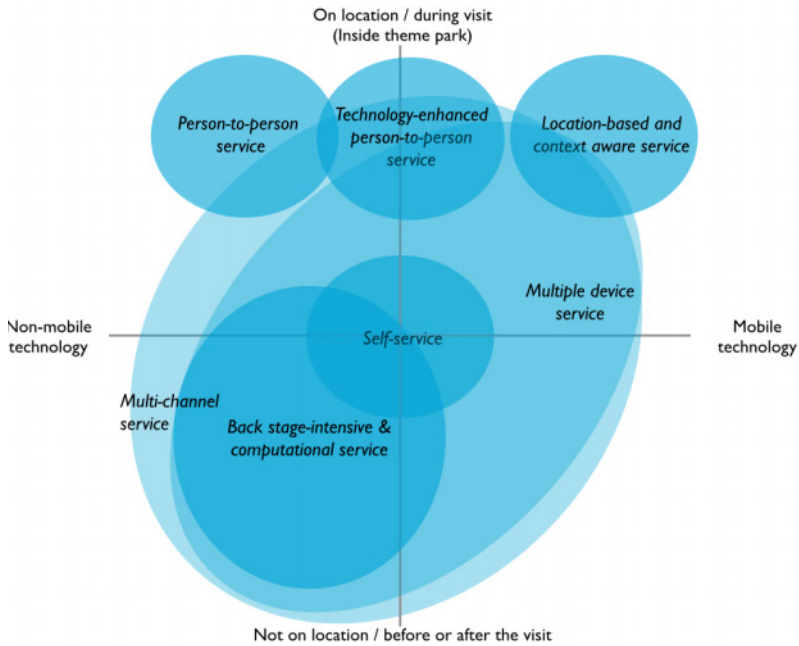 On location / during visit
(Inside theme park)
Person-to-person
service
Technology-enhanced
person-to-person
service
Location-based and
context aware service
Multiple device
service
Non-mobile
technology
Self-service
Mobile
technology
Multi-channel
service
Back stage-intensive &
computational service
Not on location / before or after the visit